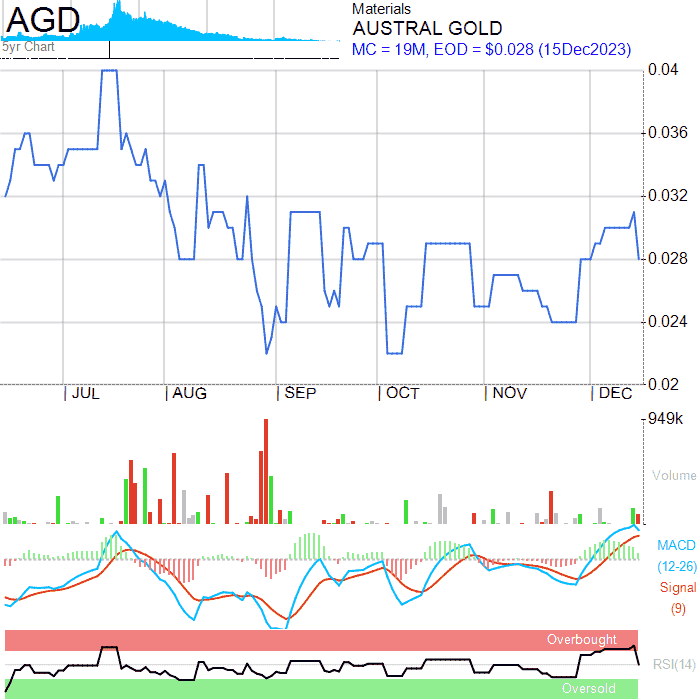 AGD
5yr Chart
Materials
AUSTRAL GOLD
MC = 19M, EOD = $0.028 (15Dec2023)
0.04
0.036
0.032
0.028
0.024
0.02
JUL AUG SEP OCT NOV DEC
949k
Volume
MACD
(12-26)
Signal
(9)
Overbought
RSI(14)
Oversold